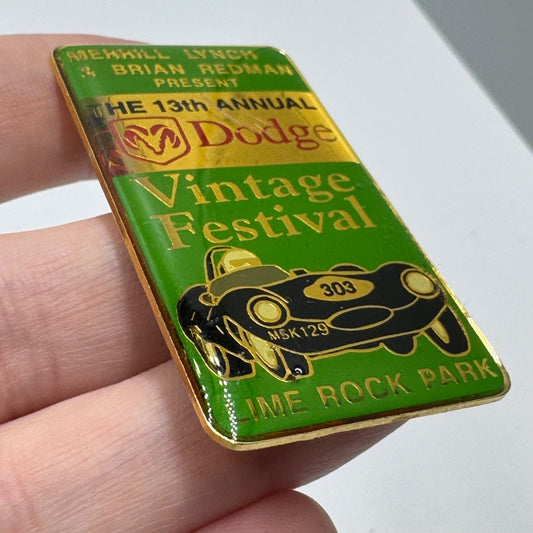 MERRILL LYNCH
& BRIAN REDMAN
PRESENT
THE 13th ANNUAL
Dodge
Vintage
Festival
303
MSK129
LIME ROCK PARK